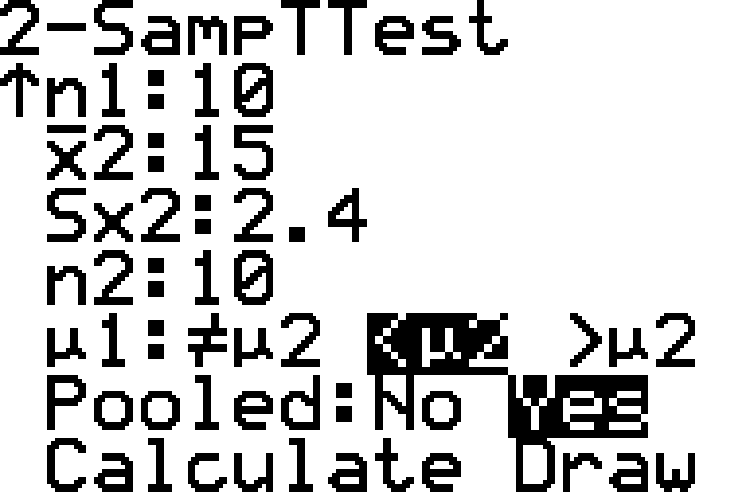 2-SampTTest
↑n1:10
x̄2:15
Sx2:2.4
n2:10
μ1:≠μ2 <μ2 >μ2
Pooled:No Yes
Calculate Draw